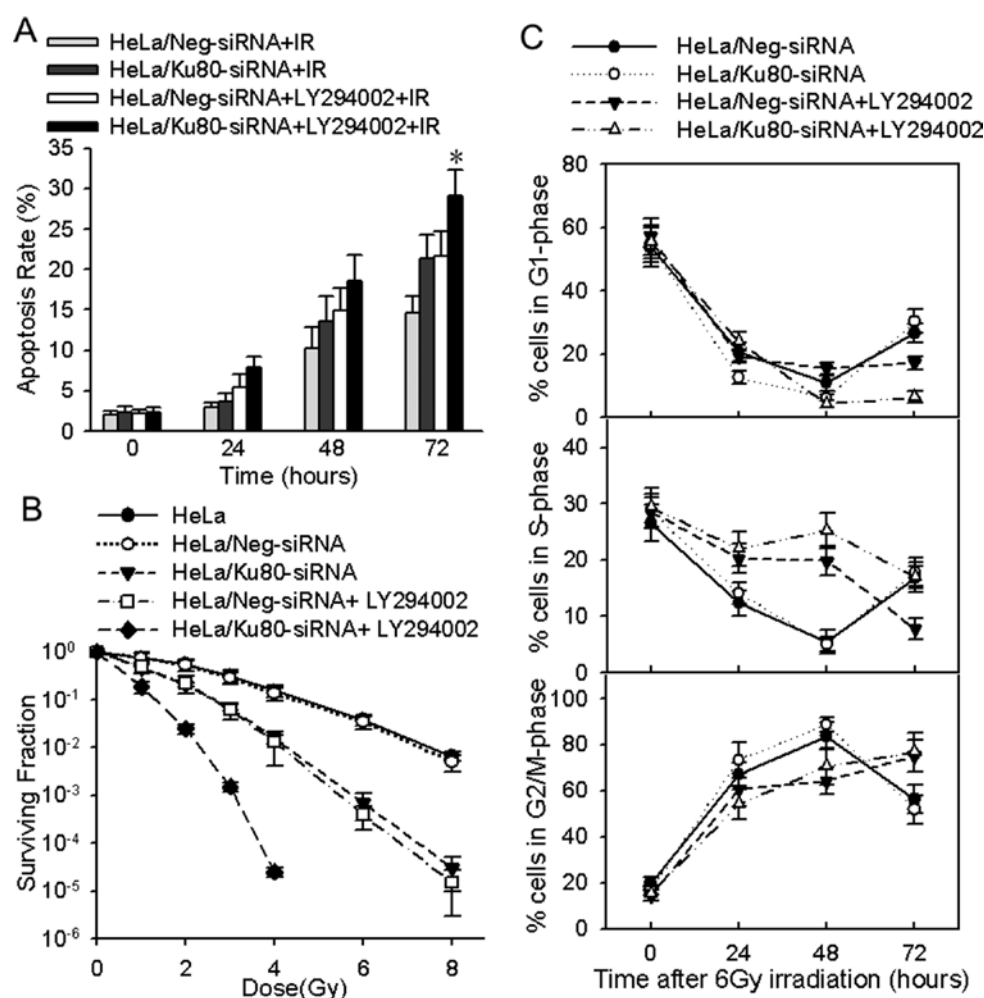 A
HeLa/Neg-siRNA+IR
HeLa/Ku80-siRNA+IR
HeLa/Neg-siRNA+LY294002+IR
HeLa/Ku80-siRNA+LY294002+IR
35
30
25
20
15
10
5
0
Apoptosis Rate (%)
*
0 24 48 72
Time (hours)
B
HeLa
HeLa/Neg-siRNA
HeLa/Ku80-siRNA
HeLa/Neg-siRNA+ LY294002
HeLa/Ku80-siRNA+ LY294002
10⁰
10⁻¹
10⁻²
10⁻³
10⁻⁴
10⁻⁵
10⁻⁶
Surviving Fraction
0 2 4 6 8
Dose(Gy)
C
HeLa/Neg-siRNA
HeLa/Ku80-siRNA
HeLa/Neg-siRNA+LY294002
HeLa/Ku80-siRNA+LY294002
80
60
40
20
0
% cells in G1-phase
40
30
20
10
0
% cells in S-phase
100
80
60
40
20
0
% cells in G2/M-phase
0 24 48 72
Time after 6Gy irradiation (hours)